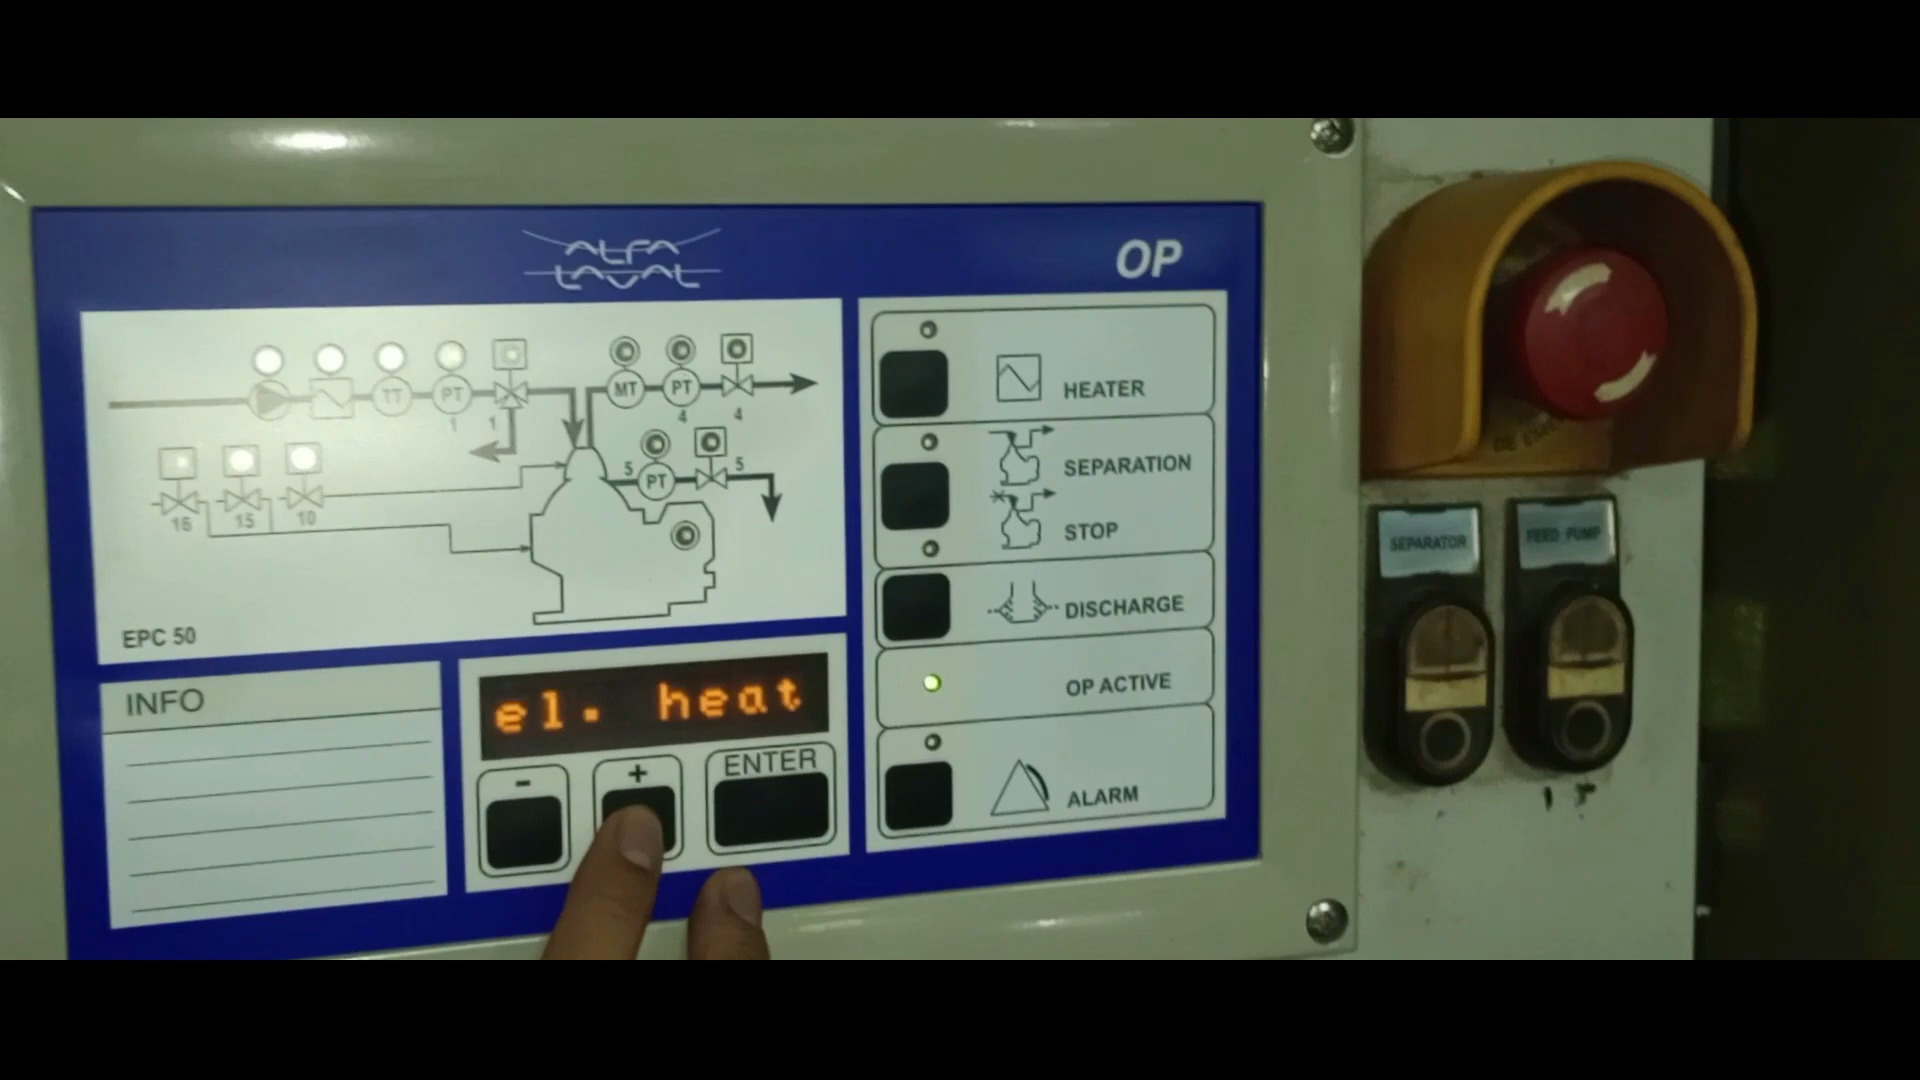 ALFA
LAVAL
OP
TT
PT
1
1
MT
PT
4
4
5
PT
5
16
15
10
EPC 50
INFO
el. heat
-
+
ENTER
HEATER
SEPARATION
STOP
DISCHARGE
OP ACTIVE
ALARM
SEPARATOR
FEED PUMP